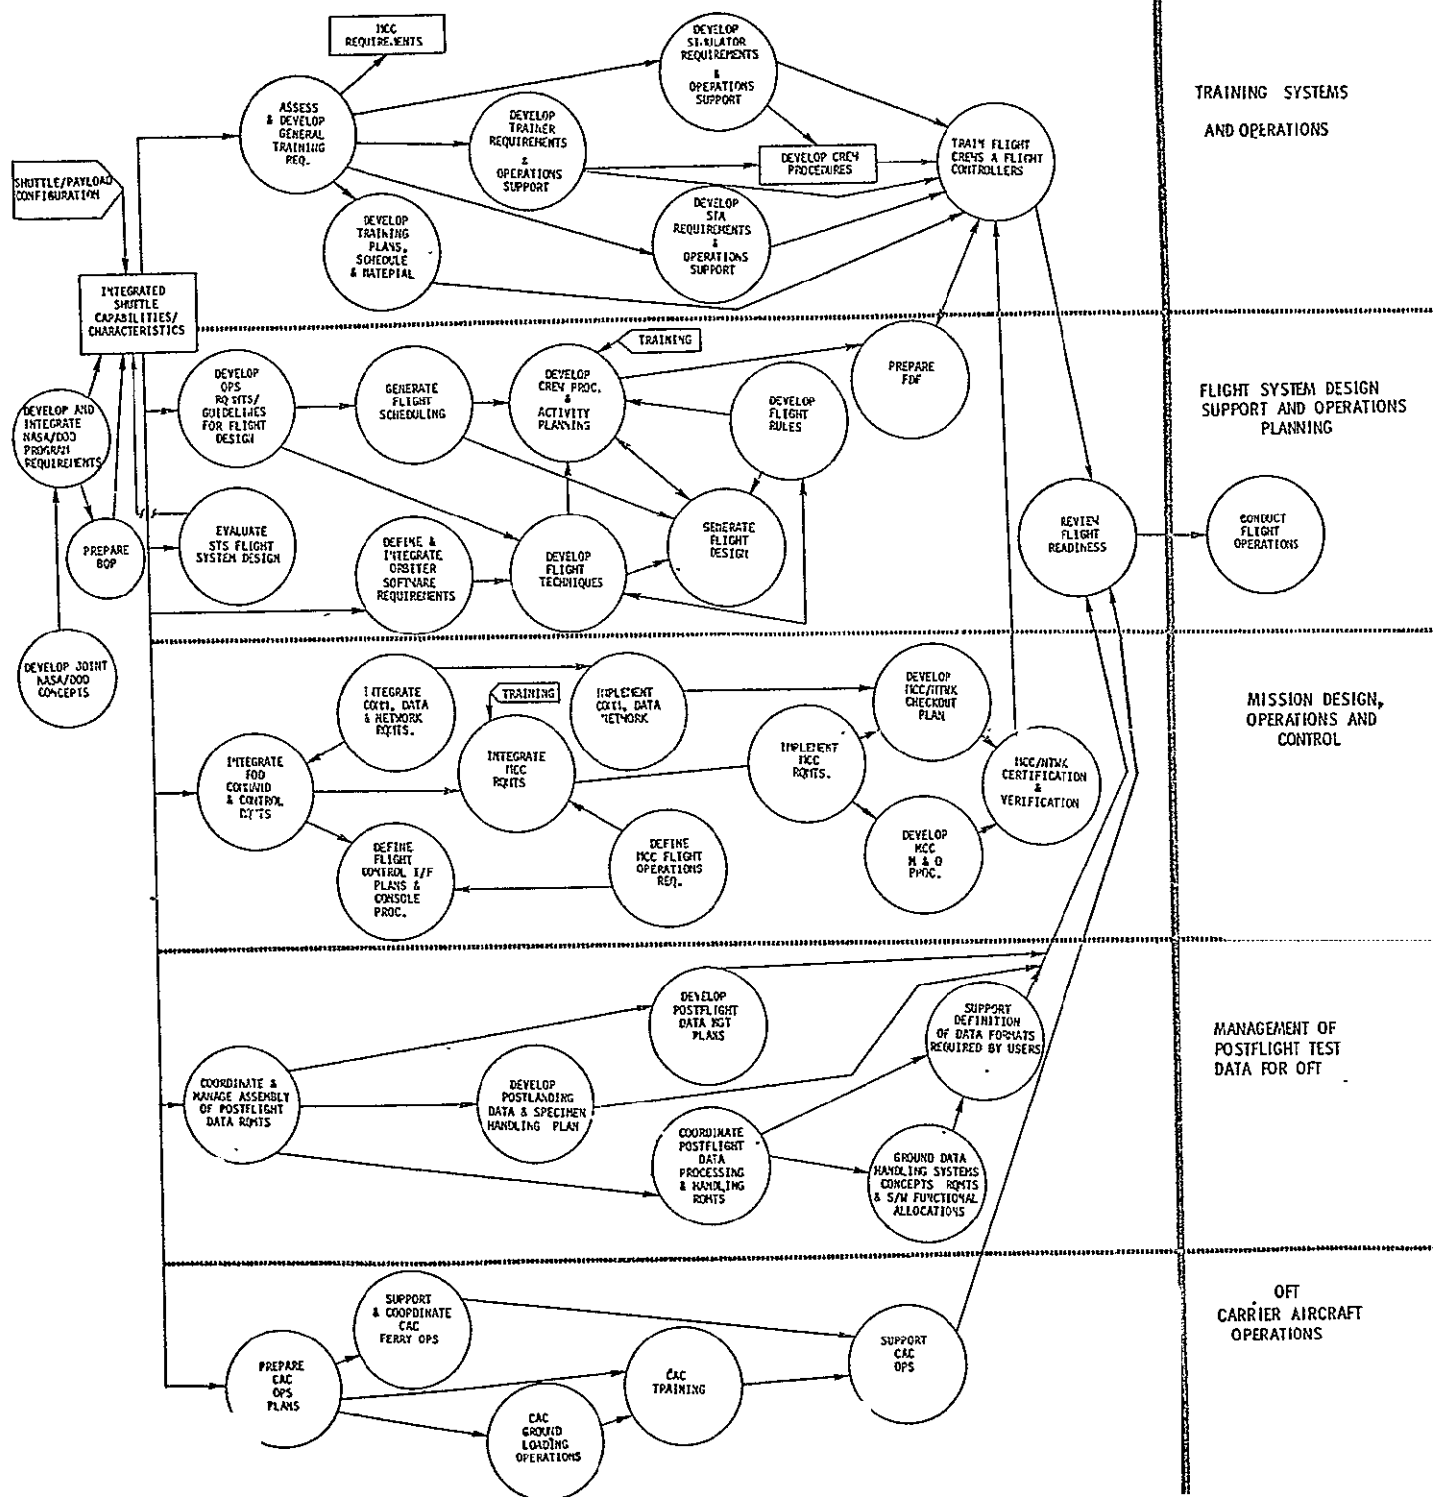 MCC
REQUIREMENTS
DEVELOP
SIMULATOR
REQUIREMENTS
&
OPERATIONS
SUPPORT
TRAINING SYSTEMS
AND OPERATIONS
ASSESS
& DEVELOP
GENERAL
TRAINING
REQ.
DEVELOP
TRAINER
REQUIREMENTS
&
OPERATIONS
SUPPORT
DEVELOP CREW
PROCEDURES
TRAIN FLIGHT
CREWS & FLIGHT
CONTROLLERS
SHUTTLE/PAYLOAD
CONFIGURATION
DEVELOP
TRAINING
PLANS,
SCHEDULE
& MATERIAL
DEVELOP
STA
REQUIREMENTS
&
OPERATIONS
SUPPORT
INTEGRATED
SHUTTLE
CAPABILITIES/
CHARACTERISTICS
TRAINING
DEVELOP
OPS
RQMTS/
GUIDELINES
FOR FLIGHT
DESIGN
GENERATE
FLIGHT
SCHEDULING
DEVELOP
CREW PROC.
&
ACTIVITY
PLANNING
DEVELOP
FLIGHT
RULES
PREPARE
FDF
FLIGHT SYSTEM DESIGN
SUPPORT AND OPERATIONS
PLANNING
DEVELOP AND
INTEGRATE
NASA/DOD
PROGRAM
REQUIREMENTS
PREPARE
BOP
EVALUATE
STS FLIGHT
SYSTEM DESIGN
DEFINE &
INTEGRATE
ORBITER
SOFTWARE
REQUIREMENTS
DEVELOP
FLIGHT
TECHNIQUES
GENERATE
FLIGHT
DESIGN
REVIEW
FLIGHT
READINESS
CONDUCT
FLIGHT
OPERATIONS
DEVELOP JOINT
NASA/DOD
CONCEPTS
INTEGRATE
COMM, DATA
& NETWORK
RQMTS.
TRAINING
IMPLEMENT
COMM, DATA
NETWORK
DEVELOP
MCC/NTWK
CHECKOUT
PLAN
MISSION DESIGN,
OPERATIONS AND
CONTROL
INTEGRATE
FOD
COMMAND
& CONTROL
RQMTS
INTEGRATE
MCC
RQMTS
IMPLEMENT
MCC
RQMTS.
MCC/NTWK
CERTIFICATION
&
VERIFICATION
DEFINE
FLIGHT
CONTROL I/F
PLANS &
CONSOLE
PROC.
DEFINE
MCC FLIGHT
OPERATIONS
REQ.
DEVELOP
MCC
M & O
PROC.
DEVELOP
POSTFLIGHT
DATA MGT
PLANS
SUPPORT
DEFINITION
OF DATA FORMATS
REQUIRED BY USERS
MANAGEMENT OF
POSTFLIGHT TEST
DATA FOR OFT
COORDINATE &
MANAGE ASSEMBLY
OF POSTFLIGHT
DATA RQMTS
DEVELOP
POSTLANDING
DATA & SPECIMEN
HANDLING PLAN
COORDINATE
POSTFLIGHT
DATA
PROCESSING
& HANDLING
RQMTS
GROUND DATA
HANDLING SYSTEMS
CONCEPTS RQMTS
& S/W FUNCTIONAL
ALLOCATIONS
SUPPORT
& COORDINATE
CAC
FERRY OPS
OFT
CARRIER AIRCRAFT
OPERATIONS
PREPARE
CAC
OPS
PLANS
CAC
TRAINING
SUPPORT
CAC
OPS
CAC
GROUND
LOADING
OPERATIONS